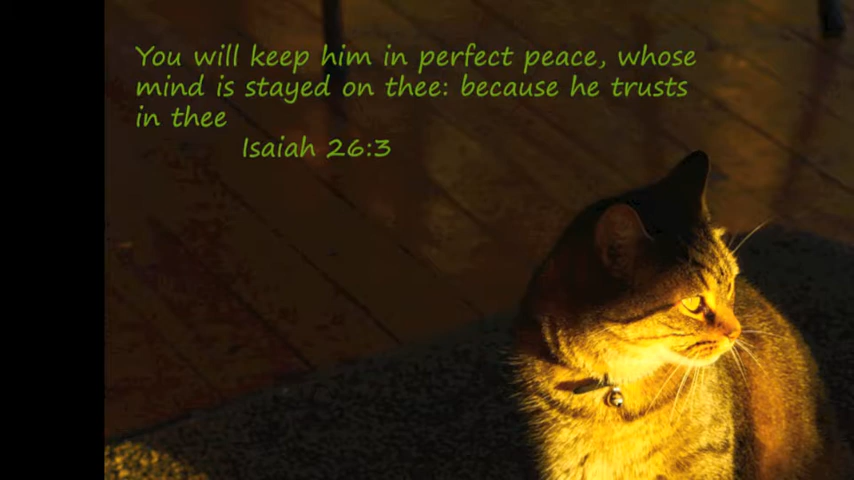 You will keep him in perfect peace, whose
mind is stayed on thee: because he trusts
in thee
Isaiah 26:3